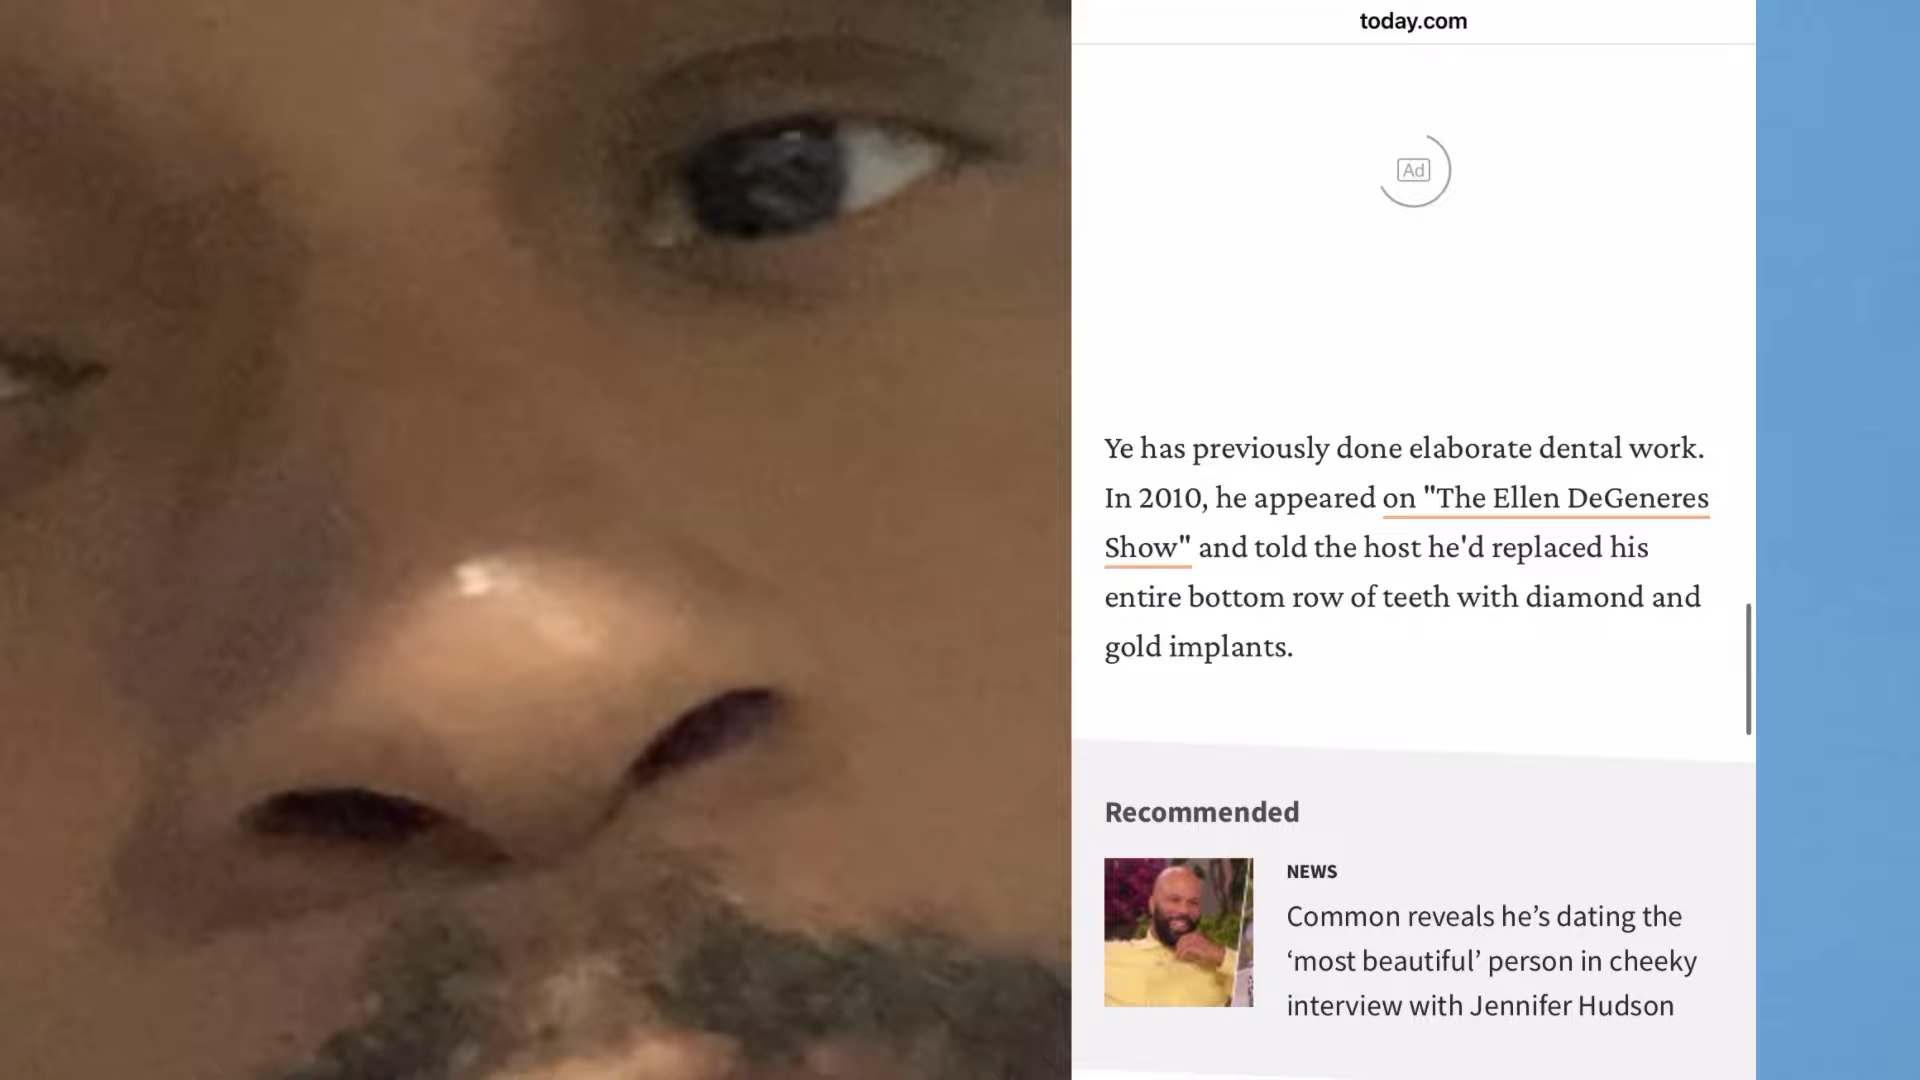 today.com
Ad
Ye has previously done elaborate dental work.
In 2010, he appeared on "The Ellen DeGeneres
Show" and told the host he'd replaced his
entire bottom row of teeth with diamond and
gold implants.
Recommended
NEWS
Common reveals he’s dating the
‘most beautiful’ person in cheeky
interview with Jennifer Hudson